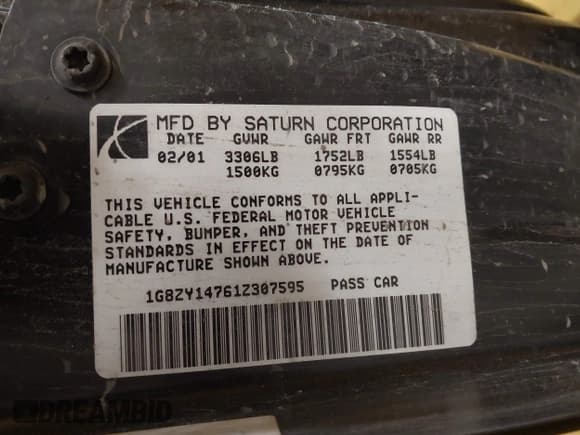 MFD BY SATURN CORPORATION
DATE GVWR GAWR FRT GAWR RR
02/01 3306LB 1752LB 1554LB
1500KG 0795KG 0705KG
THIS VEHICLE CONFORMS TO ALL APPLI-
CABLE U.S. FEDERAL MOTOR VEHICLE
SAFETY, BUMPER, AND THEFT PREVENTION
STANDARDS IN EFFECT ON THE DATE OF
MANUFACTURE SHOWN ABOVE.
1G8ZY14761Z307595 PASS CAR
DREAMBID